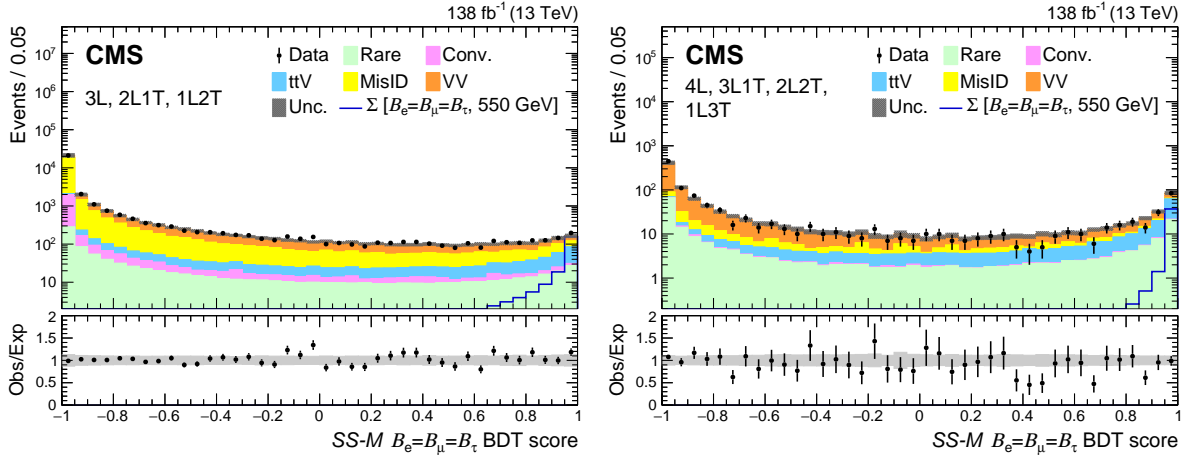 138 fb⁻¹ (13 TeV)
CMS
Data Rare Conv.
ttV MisID VV
3L, 2L1T, 1L2T
Unc. Σ [Bₑ=B_μ=B_τ, 550 GeV]
Events / 0.05
10⁷
10⁶
10⁵
10⁴
10³
10²
10
Obs/Exp
2
1.5
1
0.5
0
−1 −0.8 −0.6 −0.4 −0.2 0 0.2 0.4 0.6 0.8 1
SS-M Bₑ=B_μ=B_τ BDT score
138 fb⁻¹ (13 TeV)
CMS
Data Rare Conv.
ttV MisID VV
4L, 3L1T, 2L2T,
1L3T
Unc. Σ [Bₑ=B_μ=B_τ, 550 GeV]
Events / 0.05
10⁵
10⁴
10³
10²
10
1
Obs/Exp
2
1.5
1
0.5
0
−1 −0.8 −0.6 −0.4 −0.2 0 0.2 0.4 0.6 0.8 1
SS-M Bₑ=B_μ=B_τ BDT score